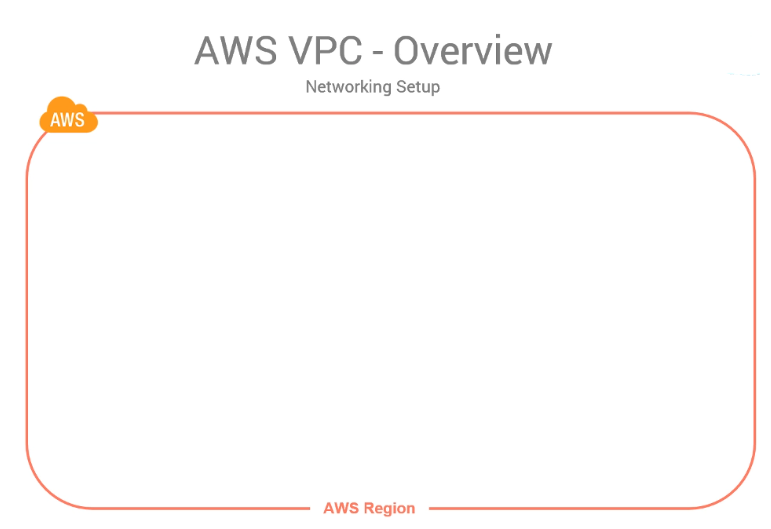 AWS VPC - Overview
Networking Setup
AWS
AWS Region